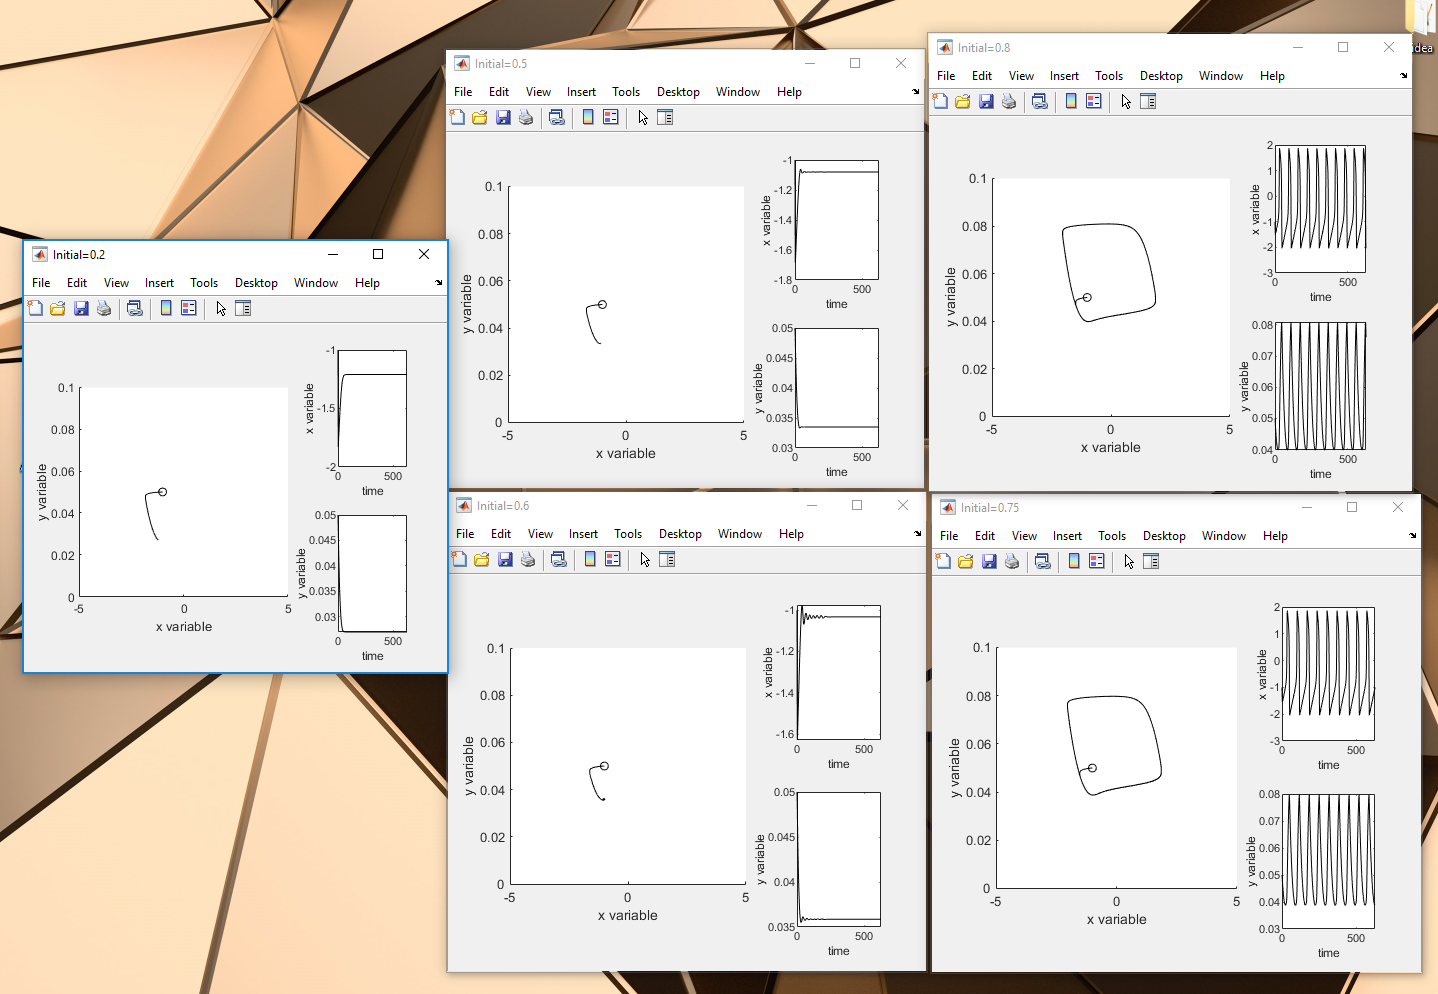 idea
Initial=0.2
File Edit View Insert Tools Desktop Window Help
0.1
0.08
0.06
0.04
0.02
0
-5 0 5
x variable
y variable
-1
-1.5
-2
0 500
time
x variable
0.05
0.045
0.04
0.035
0.03
0 500
time
y variable
Initial=0.5
File Edit View Insert Tools Desktop Window Help
0.1
0.08
0.06
0.04
0.02
0
-5 0 5
x variable
y variable
-1
-1.2
-1.4
-1.6
-1.8
0 500
time
x variable
0.05
0.045
0.04
0.035
0.03
0 500
time
y variable
Initial=0.8
File Edit View Insert Tools Desktop Window Help
0.1
0.08
0.06
0.04
0.02
0
-5 0 5
x variable
y variable
2
1
0
-1
-2
-3
0 500
time
x variable
0.08
0.07
0.06
0.05
0.04
0 500
time
y variable
Initial=0.6
File Edit View Insert Tools Desktop Window Help
0.1
0.08
0.06
0.04
0.02
0
-5 0 5
x variable
y variable
-1
-1.2
-1.4
-1.6
0 500
time
x variable
0.05
0.045
0.04
0.035
0 500
time
y variable
Initial=0.75
File Edit View Insert Tools Desktop Window Help
0.1
0.08
0.06
0.04
0.02
0
-5 0 5
x variable
y variable
2
1
0
-1
-2
-3
0 500
time
x variable
0.08
0.07
0.06
0.05
0.04
0.03
0 500
time
y variable